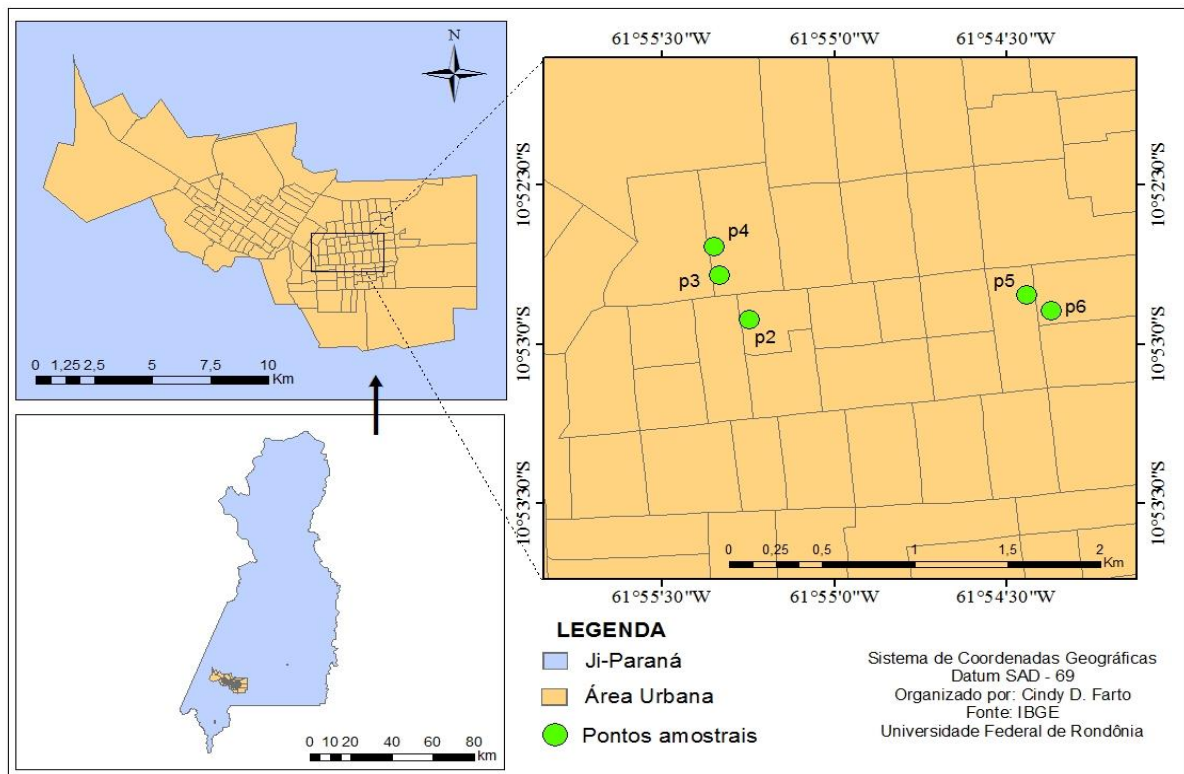 N
0 1,25 2,5 5 7,5 10
Km
0 10 20 40 60 80
km
61°55'30"W 61°55'0"W 61°54'30"W
10°52'30"S 10°52'30"S
p4
p3
p5
p6
p2
10°53'0"S 10°53'0"S
10°53'30"S 10°53'30"S
0 0,25 0,5 1 1,5 2
Km
61°55'30"W 61°55'0"W 61°54'30"W
LEGENDA
Ji-Paraná
Área Urbana
Pontos amostrais
Sistema de Coordenadas Geográficas
Datum SAD - 69
Organizado por: Cindy D. Farto
Fonte: IBGE
Universidade Federal de Rondônia